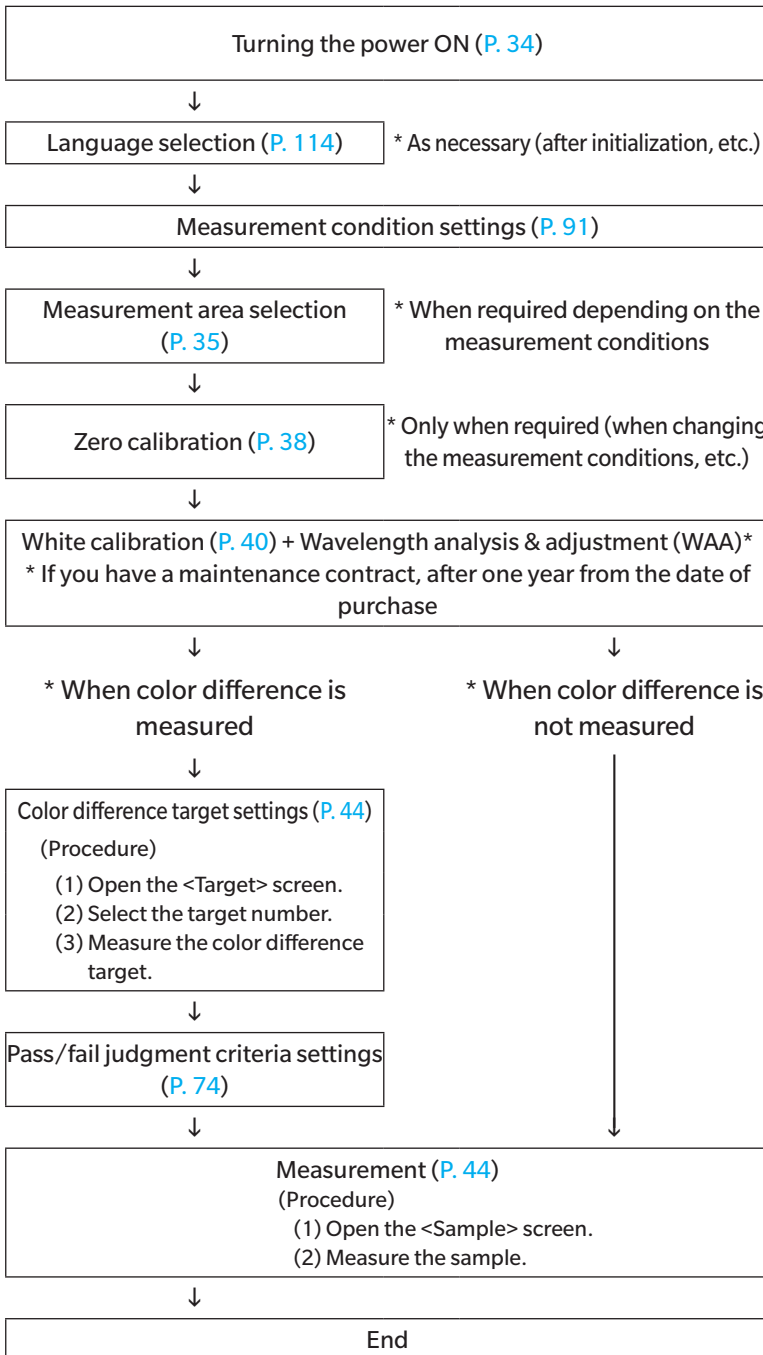 Turning the power ON (P. 34)
↓
Language selection (P. 114)
* As necessary (after initialization, etc.)
↓
Measurement condition settings (P. 91)
↓
Measurement area selection
(P. 35)
* When required depending on the
measurement conditions
↓
Zero calibration (P. 38)
* Only when required (when changing
the measurement conditions, etc.)
↓
White calibration (P. 40) + Wavelength analysis & adjustment (WAA)*
* If you have a maintenance contract, after one year from the date of
purchase
↓
* When color difference is
measured
↓
Color difference target settings (P. 44)
(Procedure)
(1) Open the <Target> screen.
(2) Select the target number.
(3) Measure the color difference
target.
↓
Pass/fail judgment criteria settings
(P. 74)
↓
↓
* When color difference is
not measured
Measurement (P. 44)
(Procedure)
(1) Open the <Sample> screen.
(2) Measure the sample.
↓
End